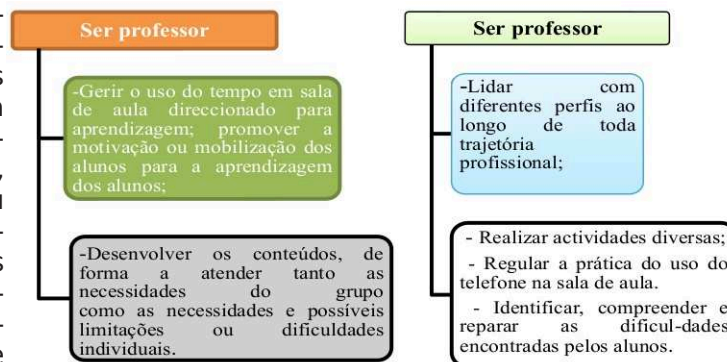 Ser professor
-Gerir o uso do tempo em sala
de aula direccionado para
aprendizagem; promover a
motivação ou mobilização dos
alunos para a aprendizagem
dos alunos;
-Desenvolver os conteúdos, de
forma a atender tanto as
necessidades do grupo
como as necessidades e possíveis
limitações ou dificuldades
individuais.
Ser professor
-Lidar com
diferentes perfis ao
longo de toda
trajetória
profissional;
- Realizar actividades diversas;
- Regular a prática do uso do
telefone na sala de aula.
- Identificar, compreender e
reparar as dificul-dades
encontradas pelos alunos.